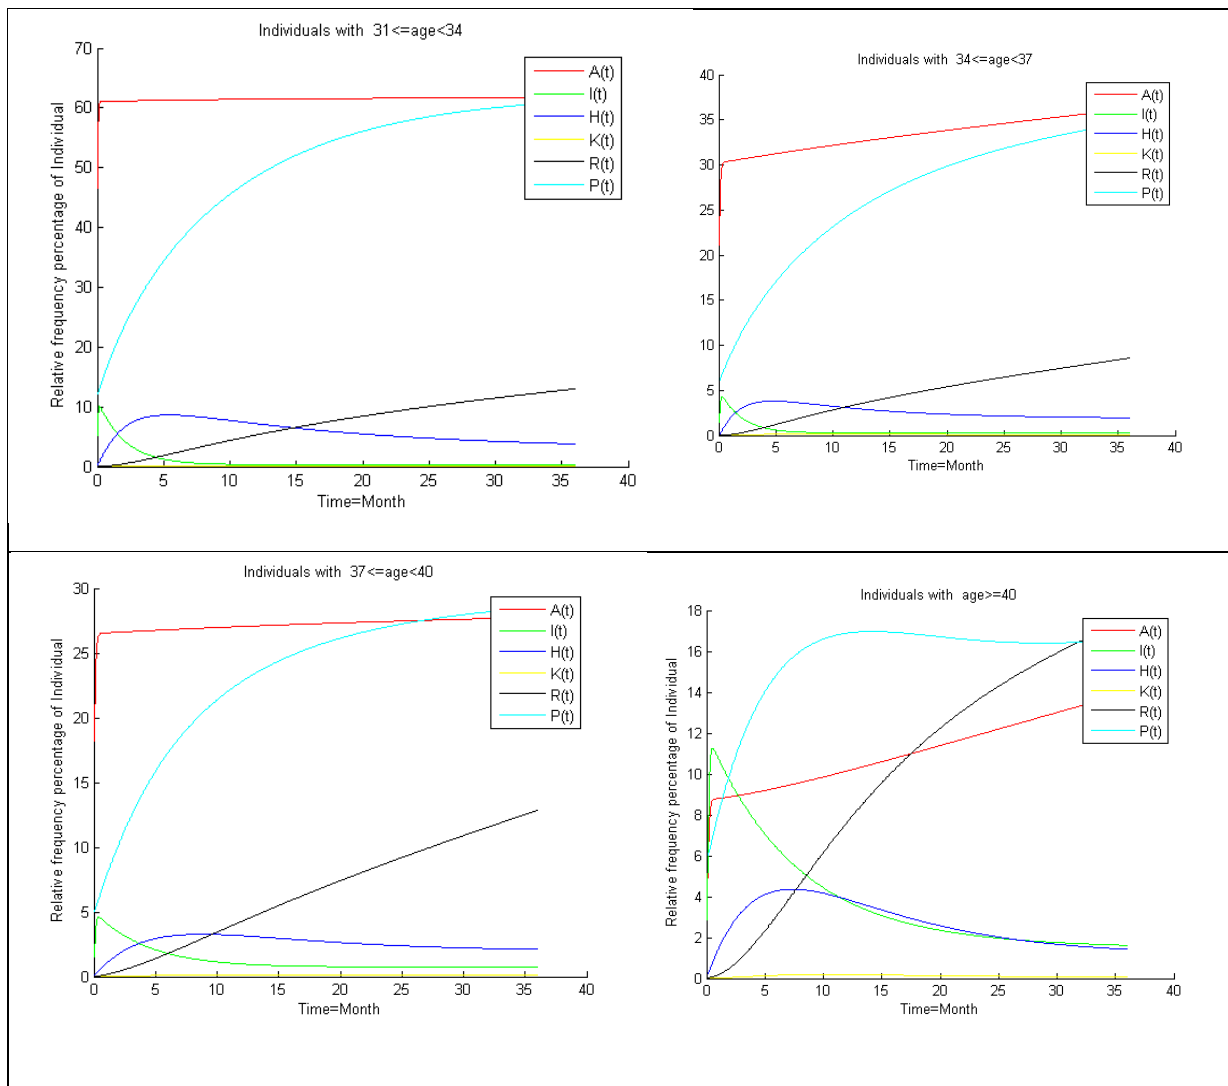 Individuals with 31<=age<34
Relative frequency percentage of Individual
70
60
50
40
30
20
10
0
0 5 10 15 20 25 30 35 40
Time=Month
A(t)
I(t)
H(t)
K(t)
R(t)
P(t)
Individuals with 34<=age<37
Relative frequency percentage of Individual
40
35
30
25
20
15
10
5
0
0 5 10 15 20 25 30 35 40
Time=Month
A(t)
I(t)
H(t)
K(t)
R(t)
P(t)
Individuals with 37<=age<40
Relative frequency percentage of Individual
30
25
20
15
10
5
0
0 5 10 15 20 25 30 35 40
Time=Month
A(t)
I(t)
H(t)
K(t)
R(t)
P(t)
Individuals with age>=40
Relative frequency percentage of Individual
18
16
14
12
10
8
6
4
2
0
0 5 10 15 20 25 30 35 40
Time=Month
A(t)
I(t)
H(t)
K(t)
R(t)
P(t)